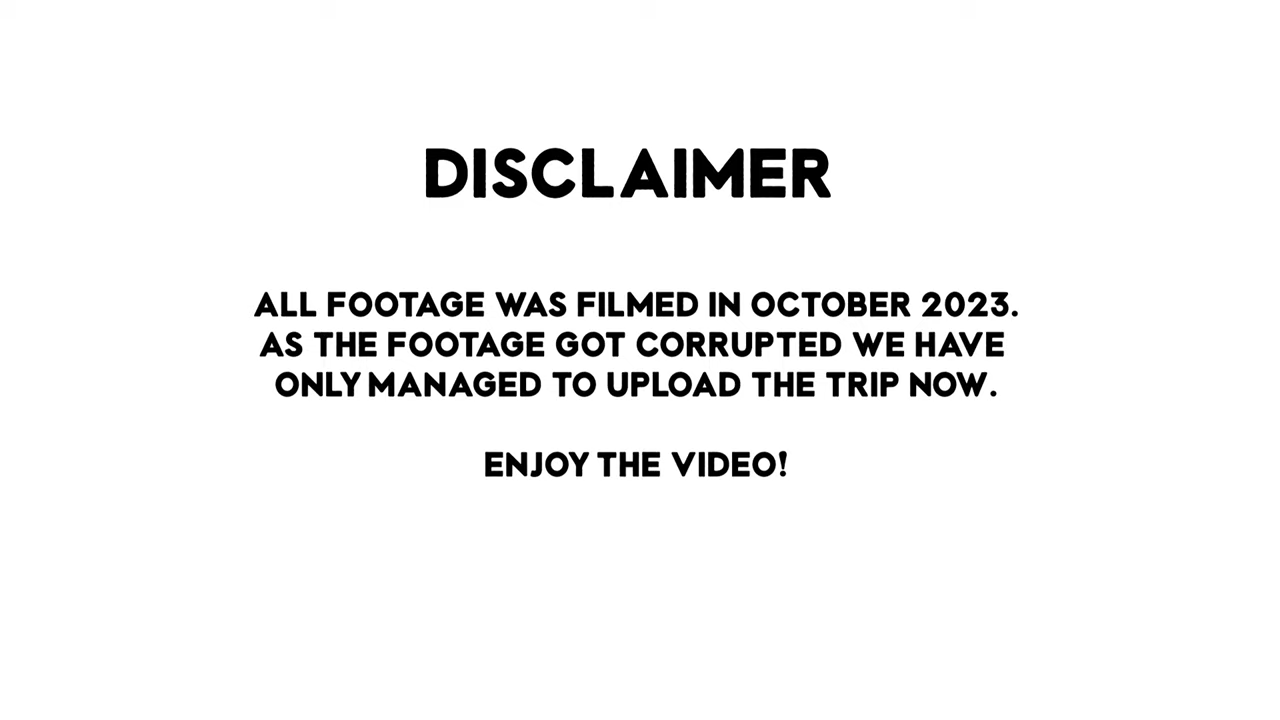 DISCLAIMER
ALL FOOTAGE WAS FILMED IN OCTOBER 2023.
AS THE FOOTAGE GOT CORRUPTED WE HAVE
ONLY MANAGED TO UPLOAD THE TRIP NOW.
ENJOY THE VIDEO!